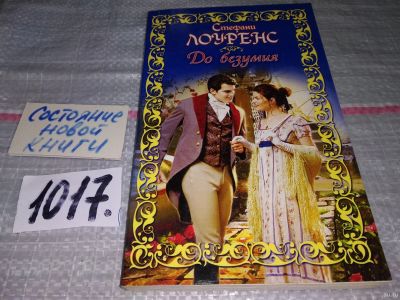 Стефани
ЛОУРЕНС
До безумия
Состояние
новой
книги
1017.